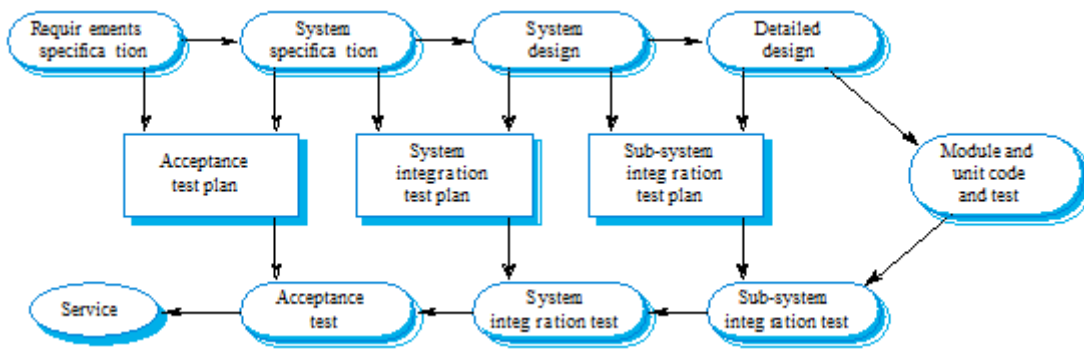 Requir ements
specifica tion
System
specifica tion
System
design
Detailed
design
Acceptance
test plan
System
integration
test plan
Sub-system
integ ration
test plan
Module and
unit code
and test
Service
Acceptance
test
System
integ ration test
Sub-system
integ ration test